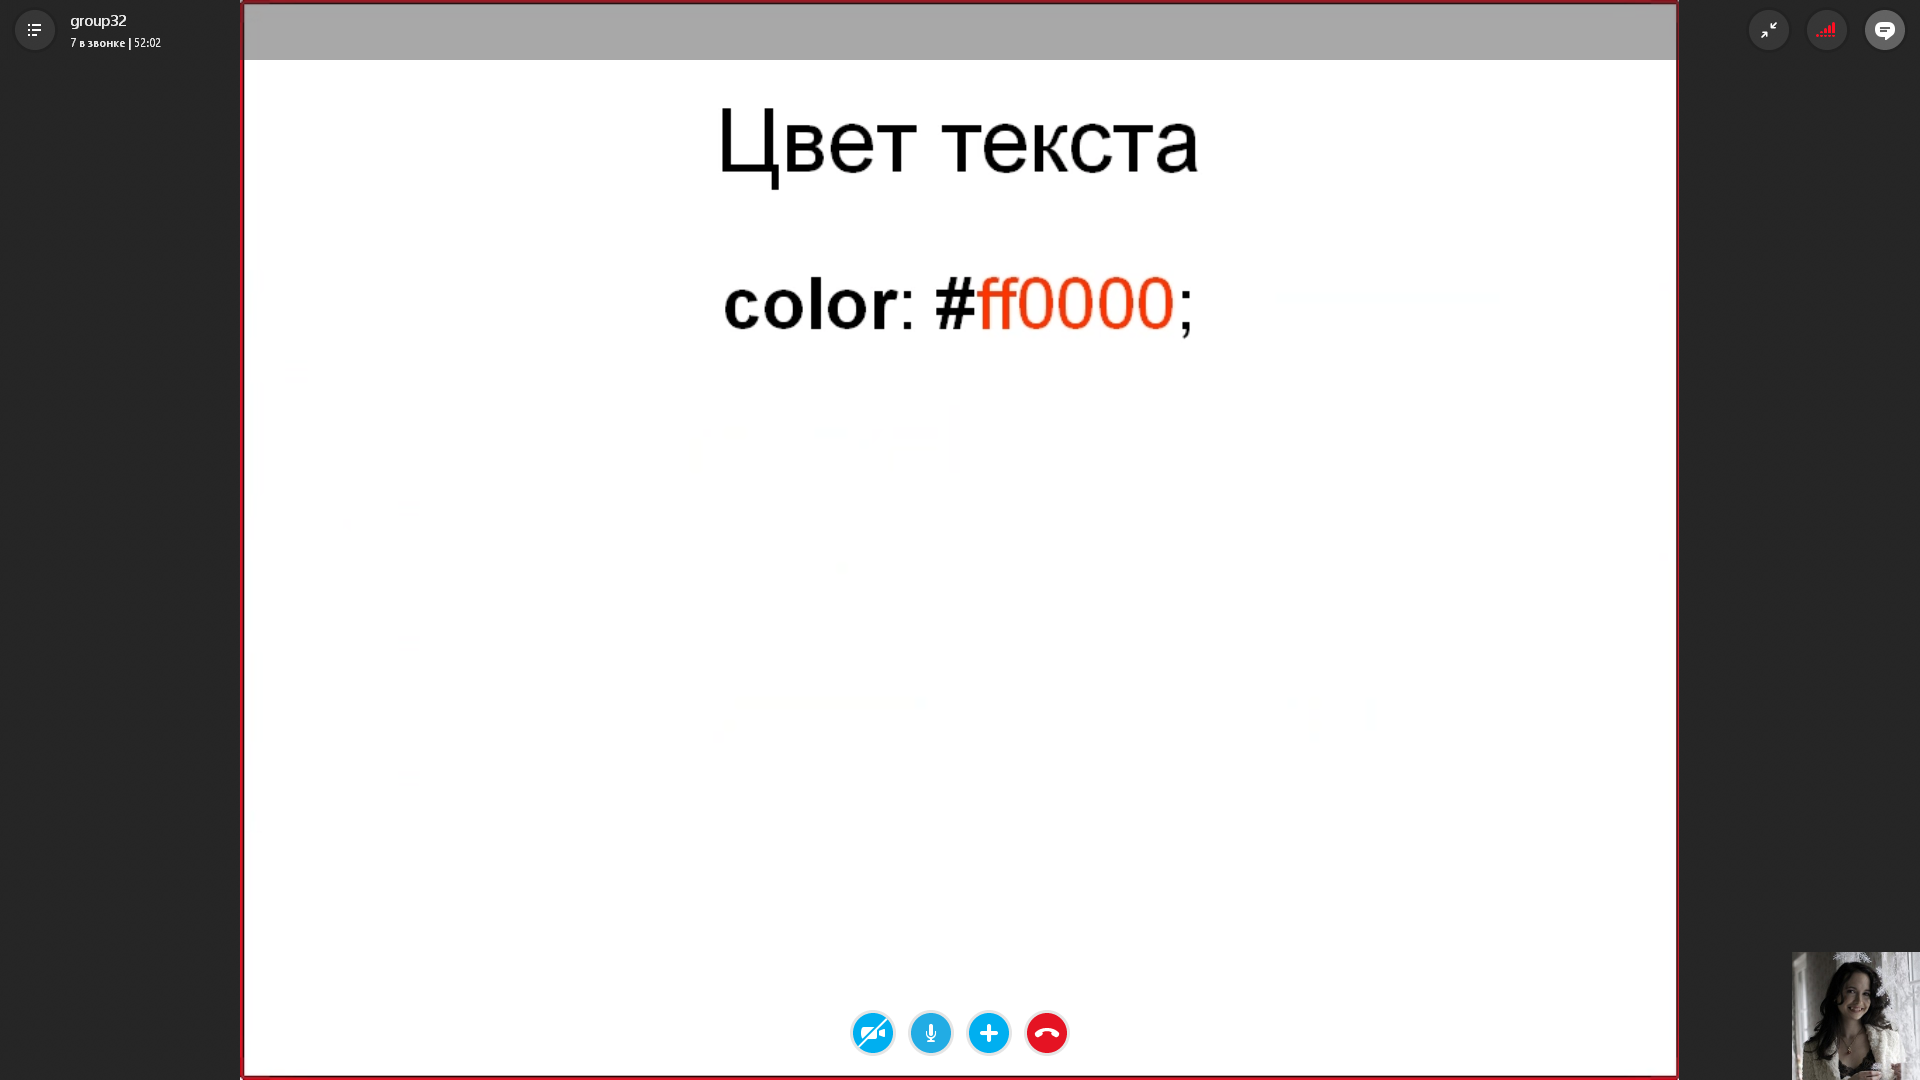 group32
7 в звонке | 52:02
Цвет текста
color: #ff0000;